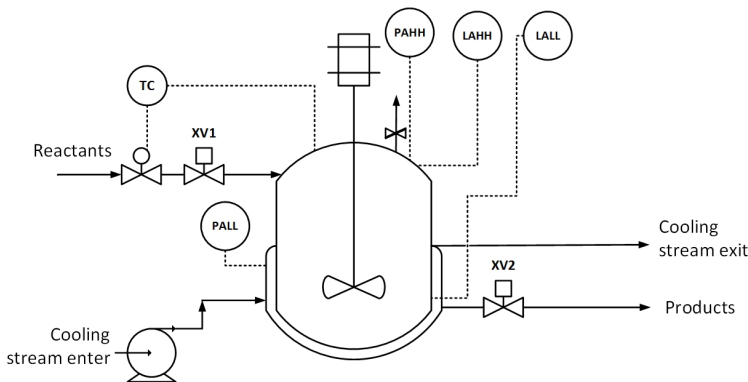 PAHH
LAHH
LALL
TC
XV1
Reactants
PALL
Cooling
stream exit
XV2
Products
Cooling
stream enter